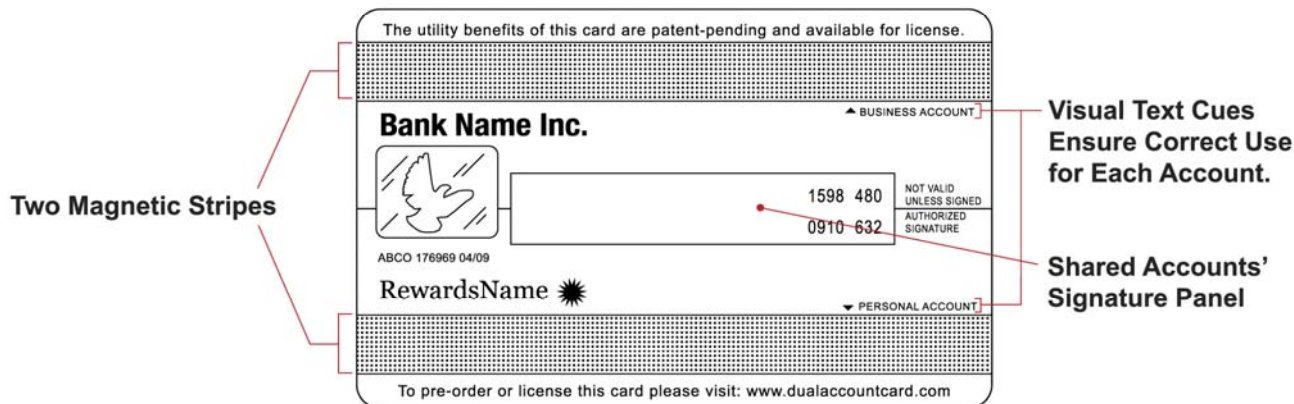 The utility benefits of this card are patent-pending and available for license.
▲ BUSINESS ACCOUNT
Bank Name Inc.
1598 480
0910 632
NOT VALID
UNLESS SIGNED
AUTHORIZED
SIGNATURE
ABCO 176969 04/09
RewardsName
▼ PERSONAL ACCOUNT
To pre-order or license this card please visit: www.dualaccountcard.com
Two Magnetic Stripes
Visual Text Cues
Ensure Correct Use
for Each Account.
Shared Accounts’
Signature Panel